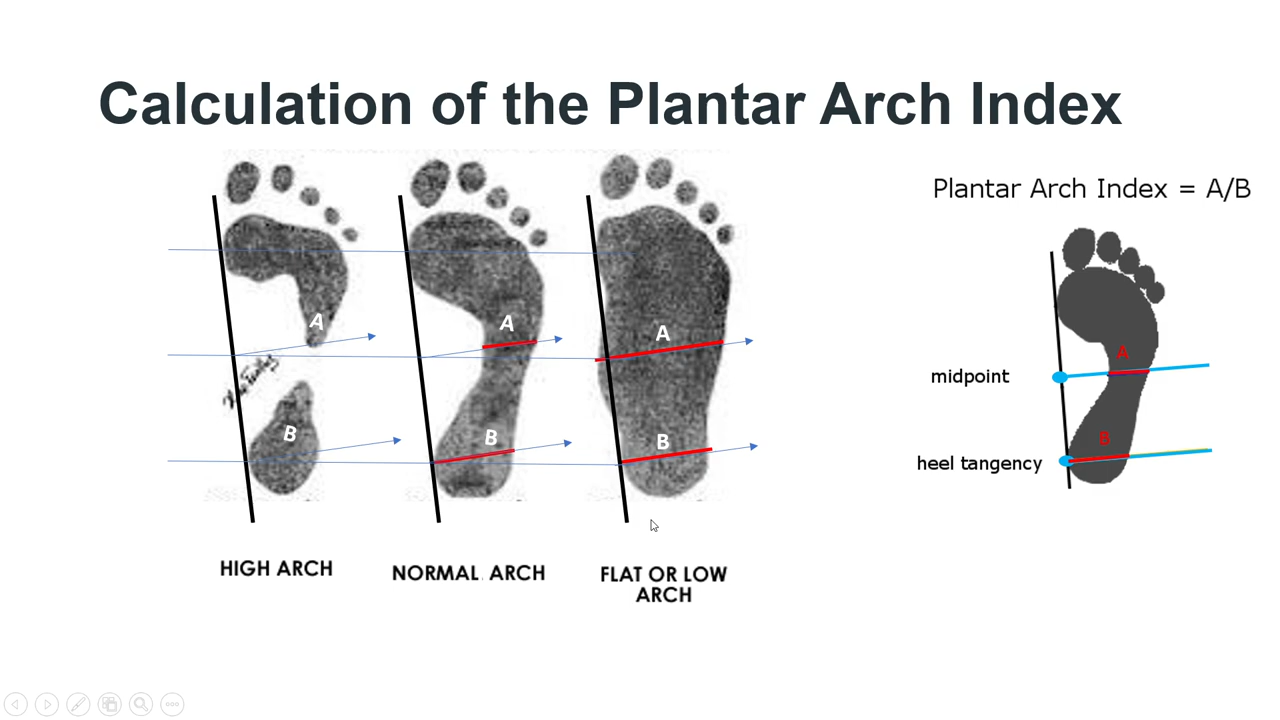 Calculation of the Plantar Arch Index
Plantar Arch Index = A/B
A
B
A
B
A
B
A
midpoint
B
heel tangency
HIGH ARCH
NORMAL ARCH
FLAT OR LOW
ARCH